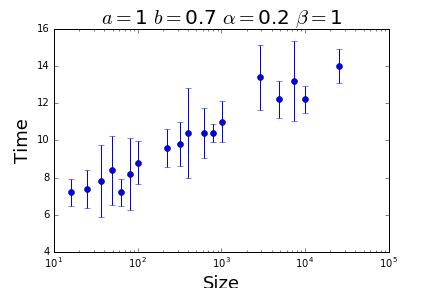 a = 1 b = 0.7 α = 0.2 β = 1
16
14
12
10
8
6
4
Time
10¹ 10² 10³ 10⁴ 10⁵
Size